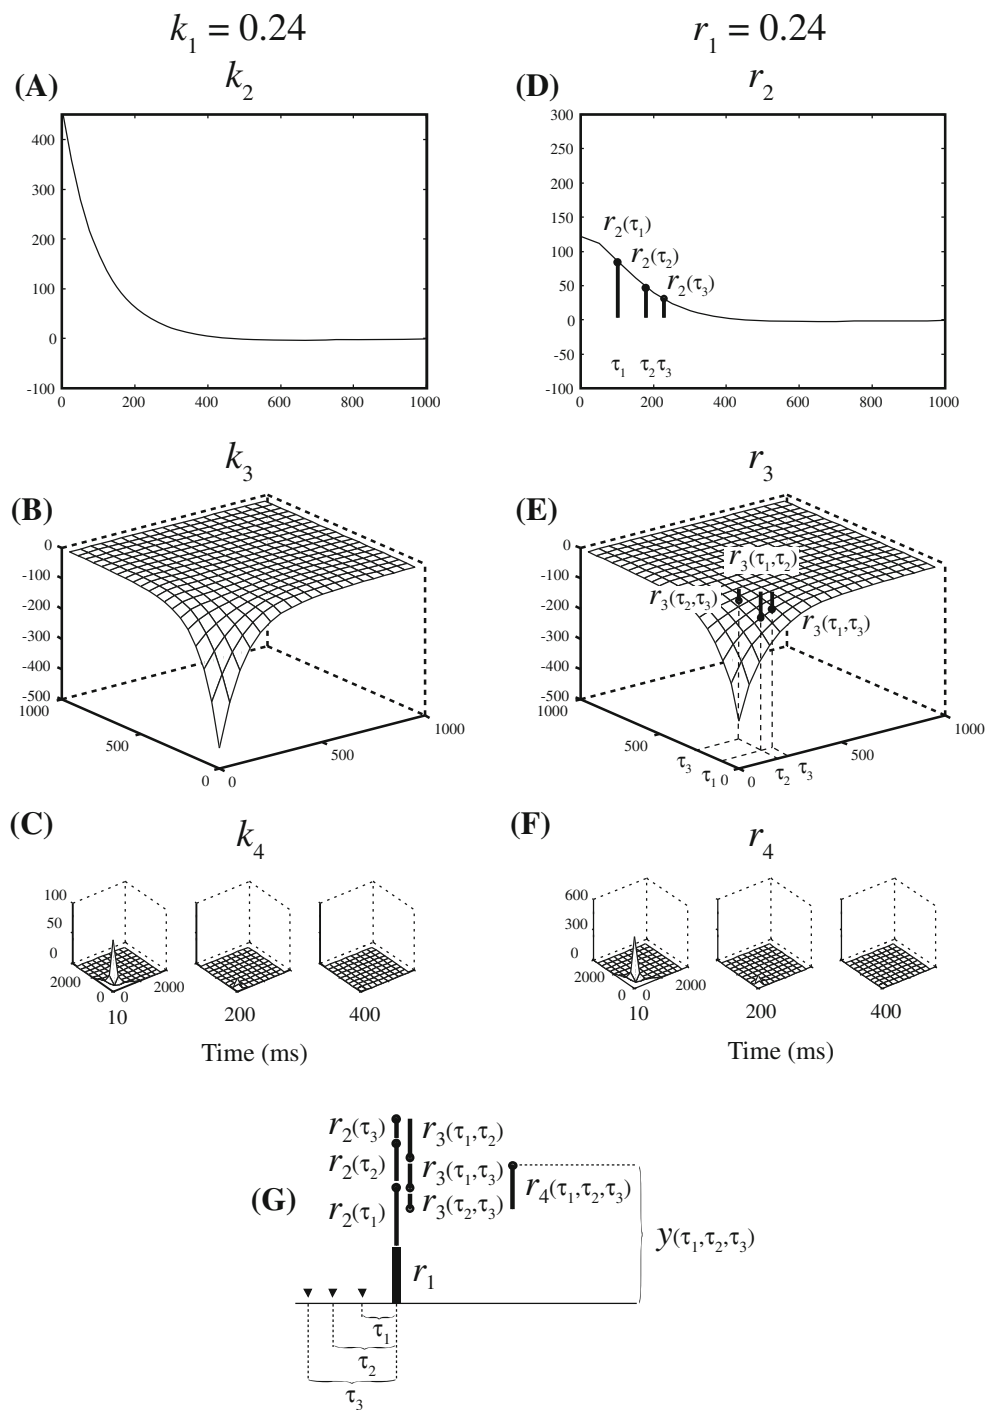 k₁ = 0.24
r₁ = 0.24
(A)
k₂
400
300
200
100
0
-100
0 200 400 600 800 1000
(D)
r₂
300
250
200
150
100
50
0
-50
-100
r₂(τ₁)
r₂(τ₂)
r₂(τ₃)
τ₁ τ₂ τ₃
0 200 400 600 800 1000
(B)
k₃
0
-100
-200
-300
-400
-500
1000
500
0 0
500
1000
(E)
r₃
0
-100
-200
-300
-400
-500
1000
500
r₃(τ₁,τ₂)
r₃(τ₂,τ₃)
r₃(τ₁,τ₃)
τ₃
τ₁ 0 0
τ₂ τ₃
500
1000
(C)
k₄
100
50
0
2000
0 0
2000
10
200
400
Time (ms)
(F)
r₄
600
300
0
2000
0 0
2000
10
200
400
Time (ms)
(G)
r₂(τ₃) r₃(τ₁,τ₂)
r₂(τ₂) r₃(τ₁,τ₃) r₄(τ₁,τ₂,τ₃)
r₂(τ₁) r₃(τ₂,τ₃)
y(τ₁,τ₂,τ₃)
r₁
τ₁
τ₂
τ₃